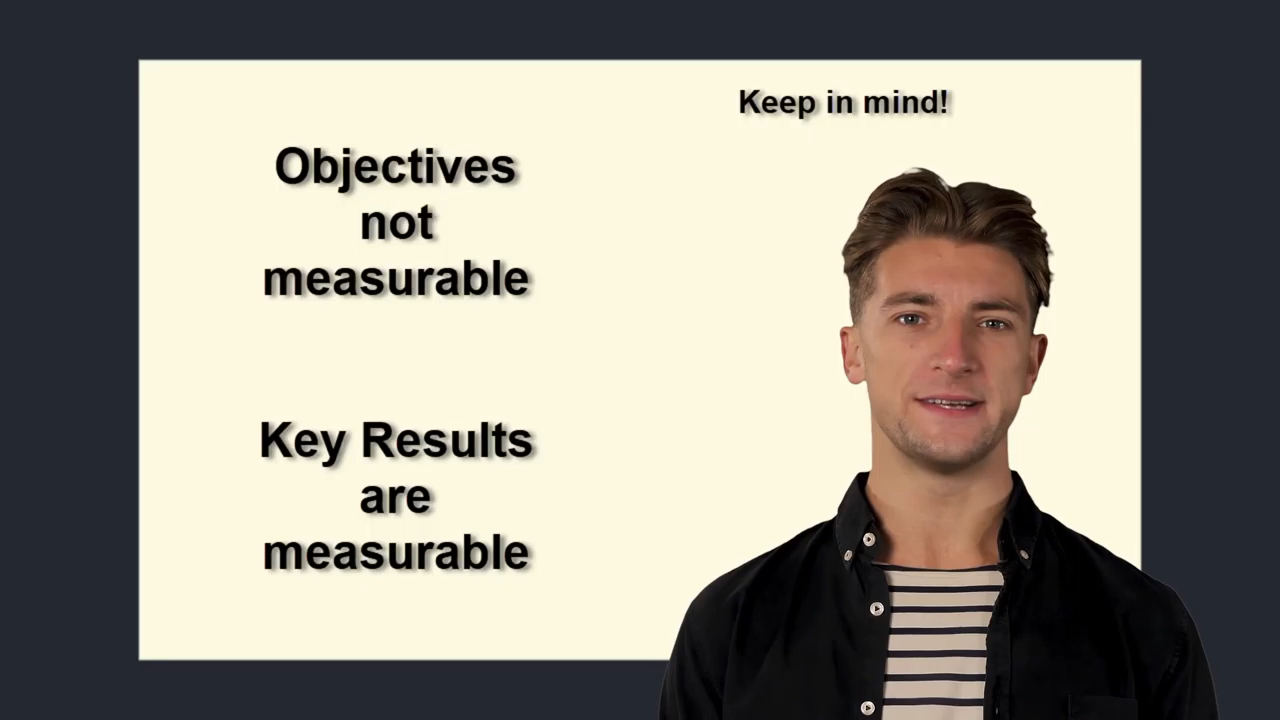 Keep in mind!
Objectives
not
measurable
Key Results
are
measurable